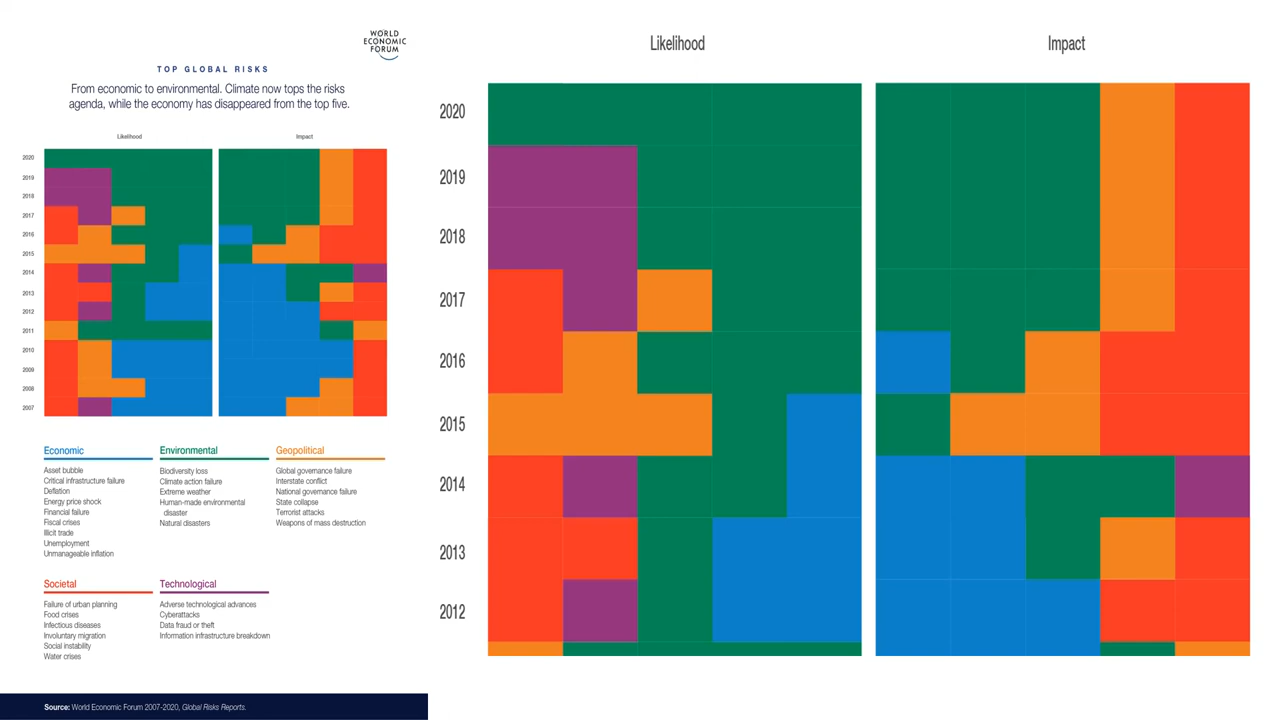 WORLD
ECONOMIC
FORUM
TOP GLOBAL RISKS
From economic to environmental. Climate now tops the risks
agenda, while the economy has disappeared from the top five.
Likelihood
Impact
2020
2019
2018
2017
2016
2015
2014
2013
2012
2011
2010
2009
2008
2007
Economic
Asset bubble
Critical infrastructure failure
Deflation
Energy price shock
Financial failure
Fiscal crises
Illicit trade
Unemployment
Unmanageable inflation
Environmental
Biodiversity loss
Climate action failure
Extreme weather
Human-made environmental
disaster
Natural disasters
Geopolitical
Global governance failure
Interstate conflict
National governance failure
State collapse
Terrorist attacks
Weapons of mass destruction
Societal
Failure of urban planning
Food crises
Infectious diseases
Involuntary migration
Social instability
Water crises
Technological
Adverse technological advances
Cyberattacks
Data fraud or theft
Information infrastructure breakdown
Source: World Economic Forum 2007-2020, Global Risks Reports.
Likelihood
Impact
2020
2019
2018
2017
2016
2015
2014
2013
2012